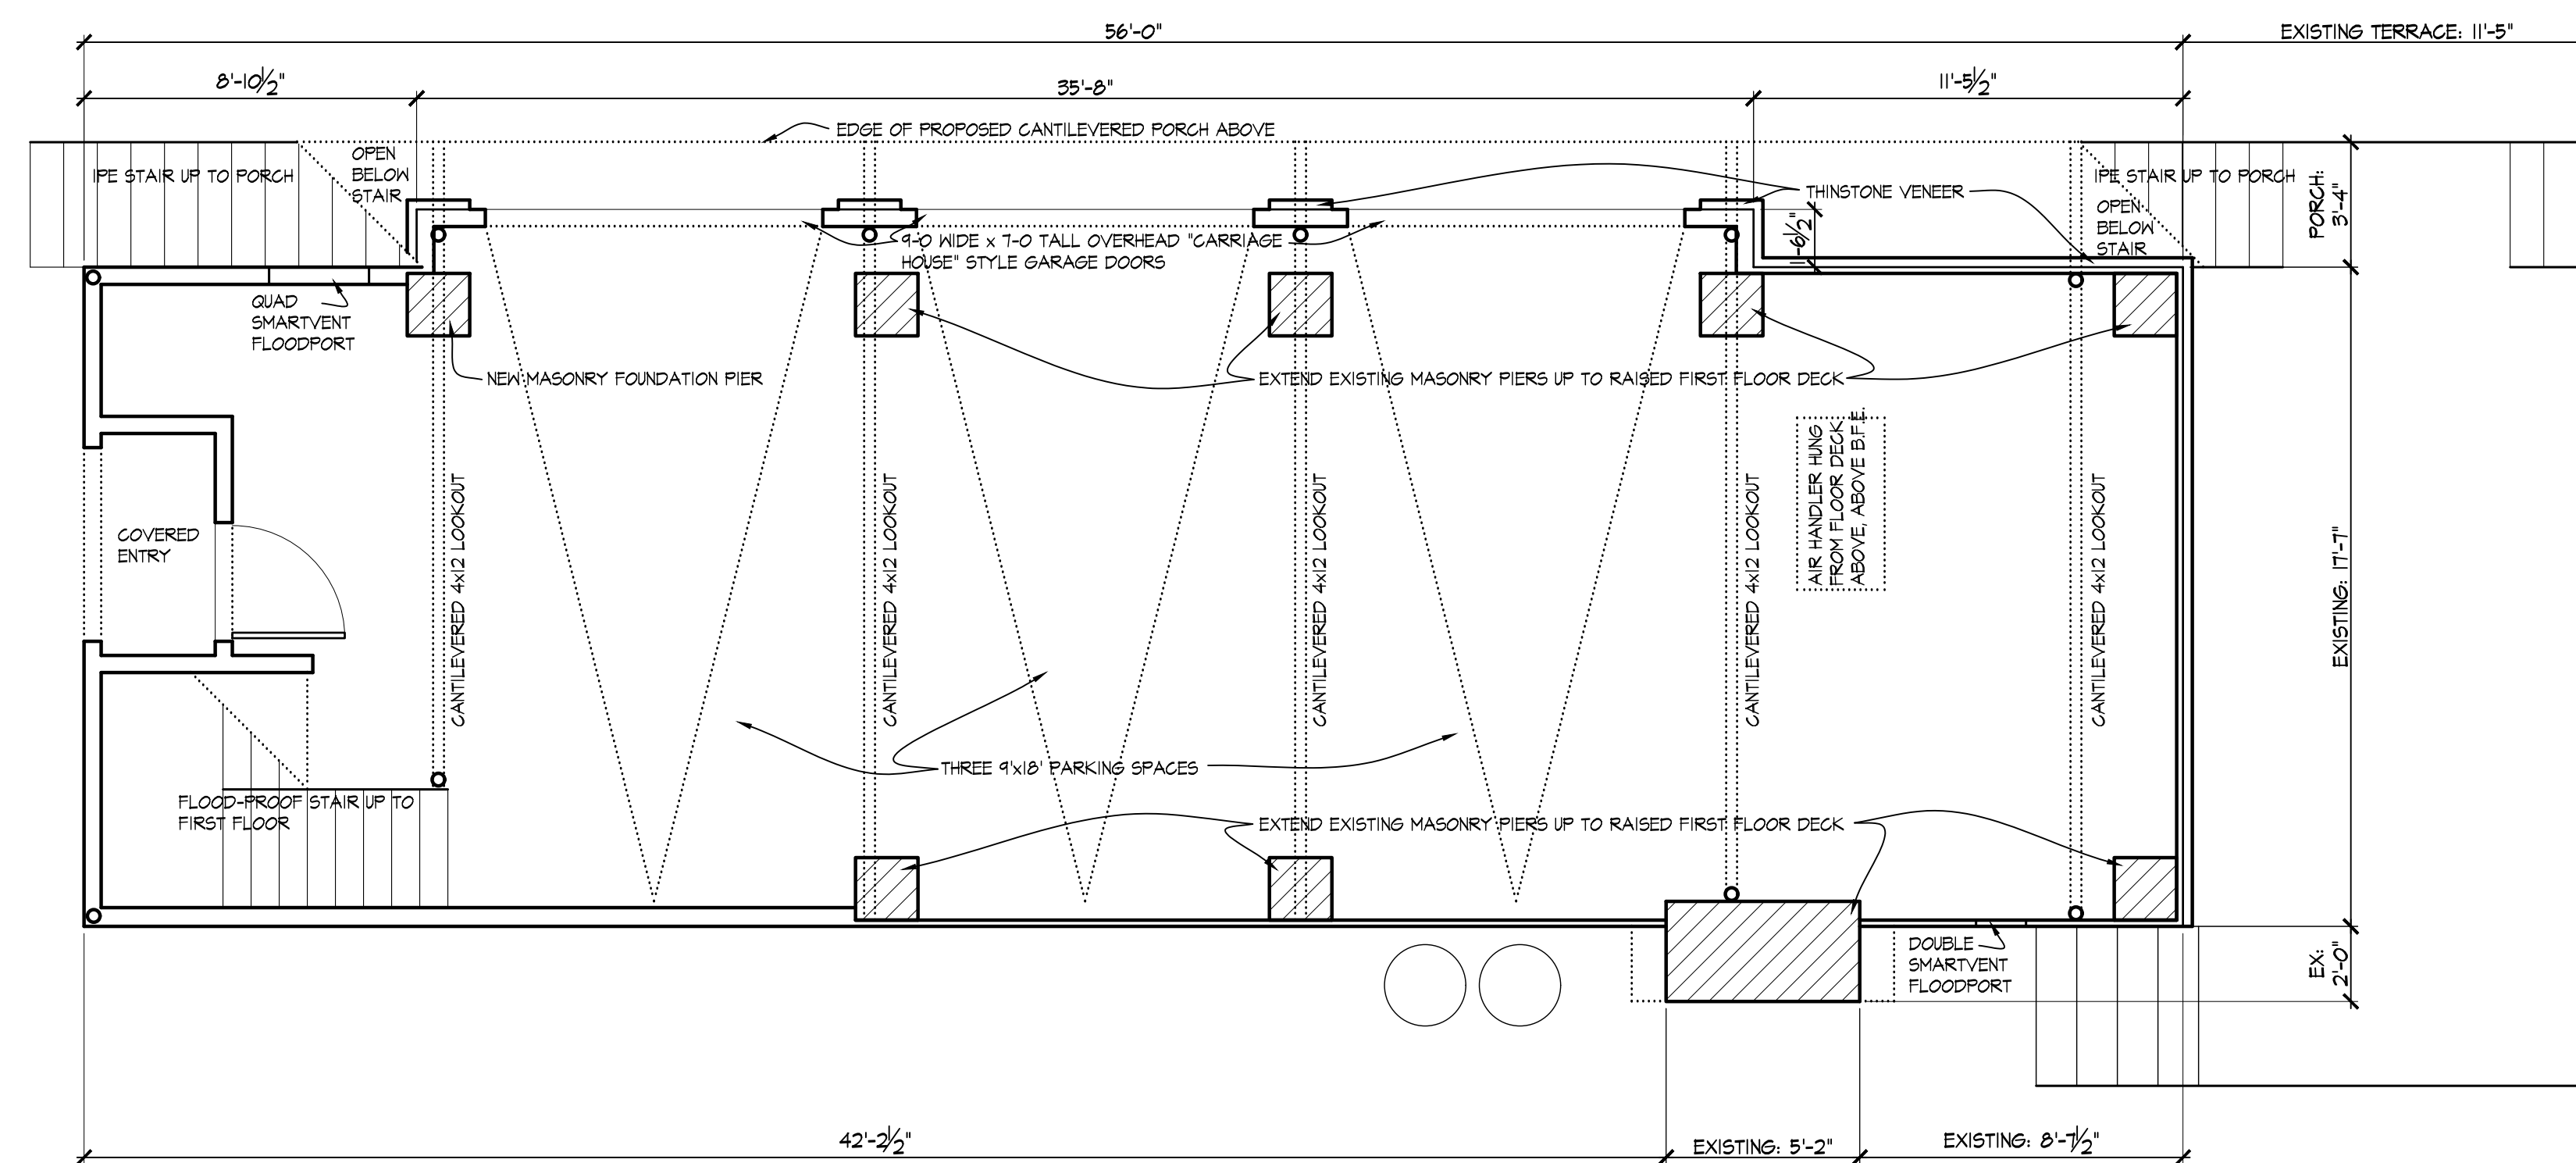 56'-0"
EXISTING TERRACE: 11'-5"
8'-10½"
35'-8"
11'-5½"
EDGE OF PROPOSED CANTILEVERED PORCH ABOVE
IPE STAIR UP TO PORCH
OPEN
BELOW
STAIR
THINSTONE VENEER
IPE STAIR UP TO PORCH
OPEN
BELOW
STAIR
PORCH:
3'-4"
1'-6½"
9-0 WIDE x 7-0 TALL OVERHEAD "CARRIAGE
HOUSE" STYLE GARAGE DOORS
QUAD
SMARTVENT
FLOODPORT
NEW MASONRY FOUNDATION PIER
EXTEND EXISTING MASONRY PIERS UP TO RAISED FIRST FLOOR DECK
AIR HANDLER HUNG
FROM FLOOR DECK
ABOVE, ABOVE B.F.E.
COVERED
ENTRY
CANTILEVERED 4x12 LOOKOUT
CANTILEVERED 4x12 LOOKOUT
CANTILEVERED 4x12 LOOKOUT
CANTILEVERED 4x12 LOOKOUT
CANTILEVERED 4x12 LOOKOUT
EXISTING: 17'-7"
THREE 9'x18' PARKING SPACES
FLOOD-PROOF STAIR UP TO
FIRST FLOOR
EXTEND EXISTING MASONRY PIERS UP TO RAISED FIRST FLOOR DECK
DOUBLE
SMARTVENT
FLOODPORT
EX:
2'-0"
42'-2½"
EXISTING: 5'-2"
EXISTING: 8'-7½"